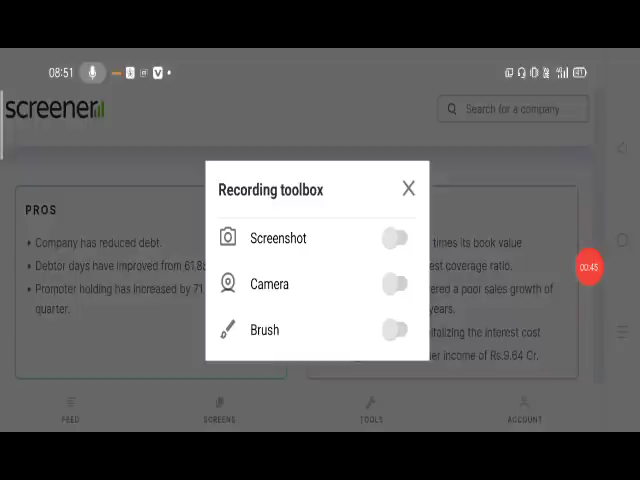 08:51
41
screener
Search for a company
Recording toolbox
X
PROS
Screenshot
Company has reduced debt.
times its book value
Debtor days have improved from 61.8
est coverage ratio.
Camera
Promoter holding has increased by 71.
ered a poor sales growth of
quarter.
years.
00:45
Brush
pitalizing the interest cost
er income of Rs.9.64 Cr.
FEED
SCREENS
TOOLS
ACCOUNT